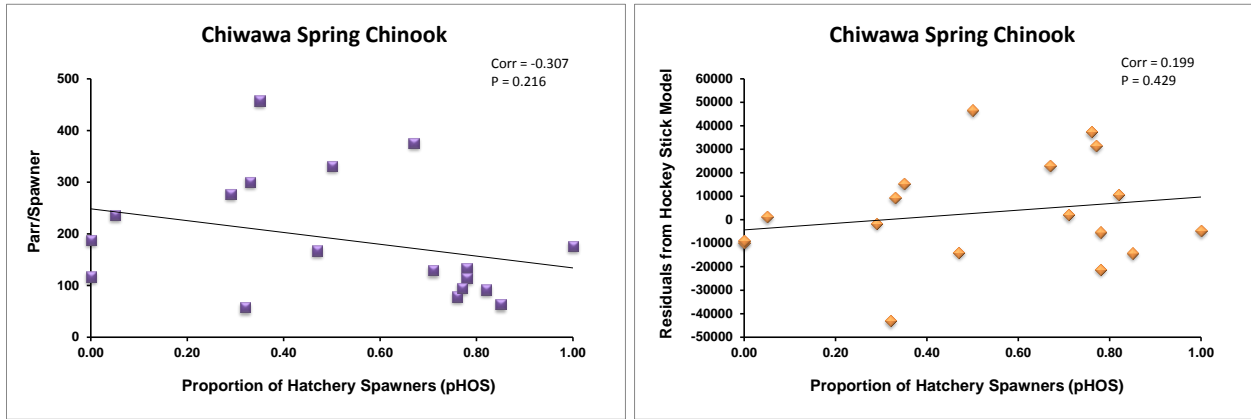 Chiwawa Spring Chinook
Corr = -0.307
P = 0.216
500
400
300
200
100
0
Parr/Spawner
0.00 0.20 0.40 0.60 0.80 1.00
Proportion of Hatchery Spawners (pHOS)
Chiwawa Spring Chinook
Corr = 0.199
P = 0.429
60000
50000
40000
30000
20000
10000
0
-10000
-20000
-30000
-40000
-50000
Residuals from Hockey Stick Model
0.00 0.20 0.40 0.60 0.80 1.00
Proportion of Hatchery Spawners (pHOS)